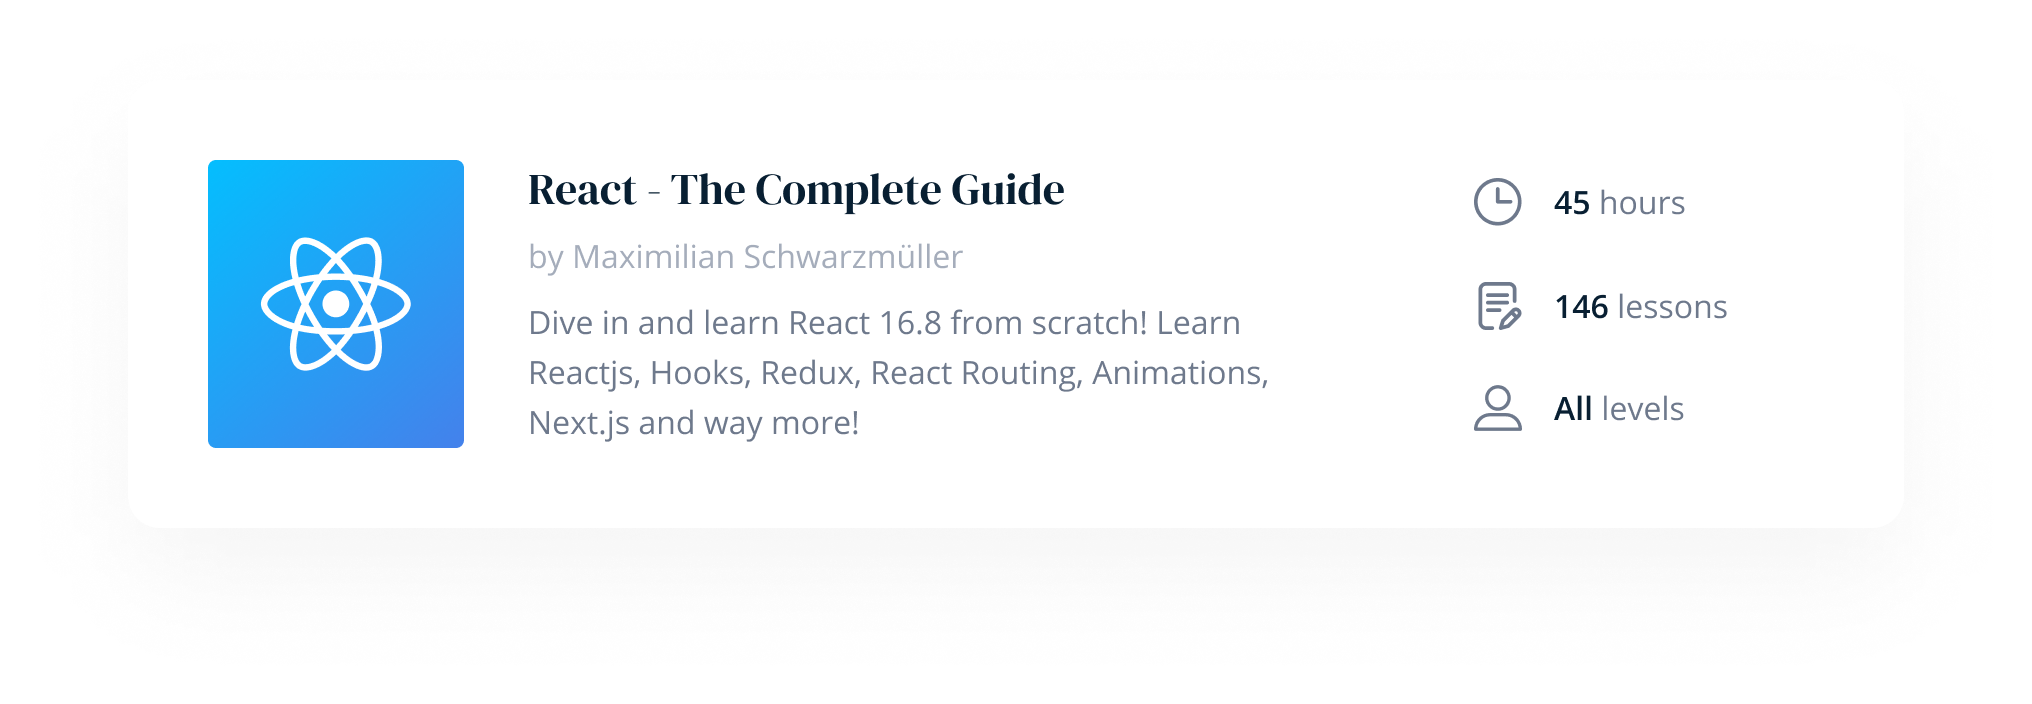 React - The Complete Guide
by Maximilian Schwarzmüller
Dive in and learn React 16.8 from scratch! Learn
Reactjs, Hooks, Redux, React Routing, Animations,
Next.js and way more!
45 hours
146 lessons
All levels